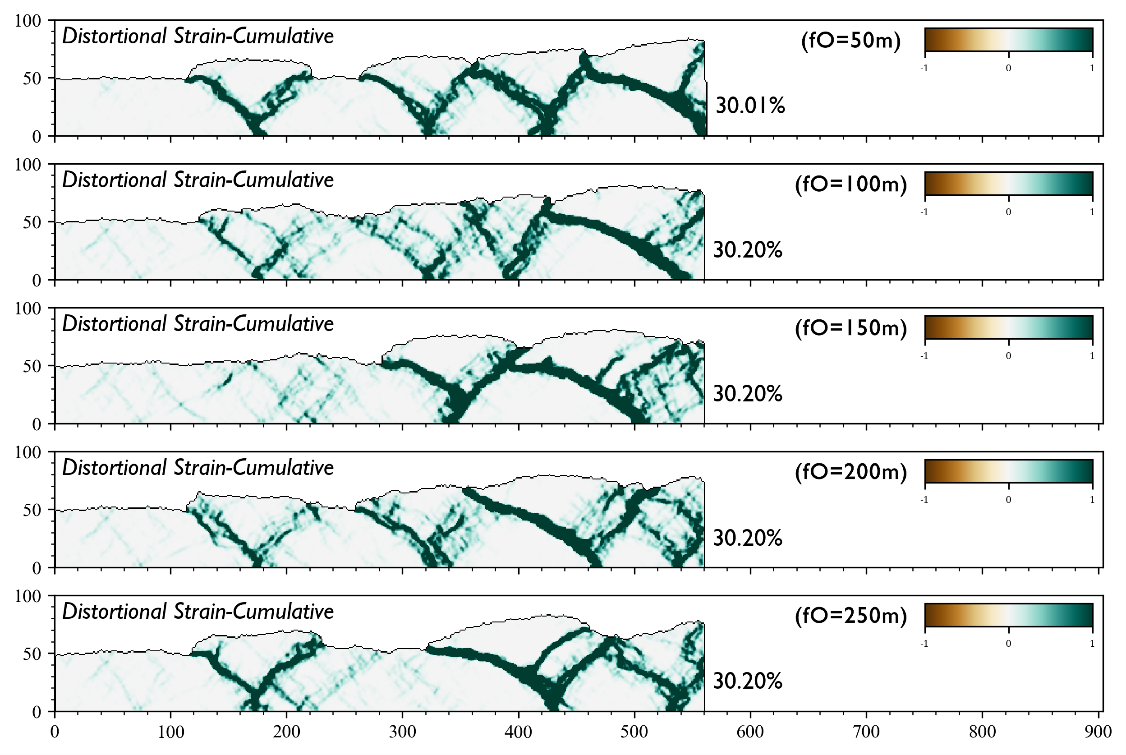 100
Distortional Strain-Cumulative
(fO=50m)
-1 0 1
50
30.01%
0
100
Distortional Strain-Cumulative
(fO=100m)
-1 0 1
50
30.20%
0
100
Distortional Strain-Cumulative
(fO=150m)
-1 0 1
50
30.20%
0
100
Distortional Strain-Cumulative
(fO=200m)
-1 0 1
50
30.20%
0
100
Distortional Strain-Cumulative
(fO=250m)
-1 0 1
50
30.20%
0
0 100 200 300 400 500 600 700 800 900